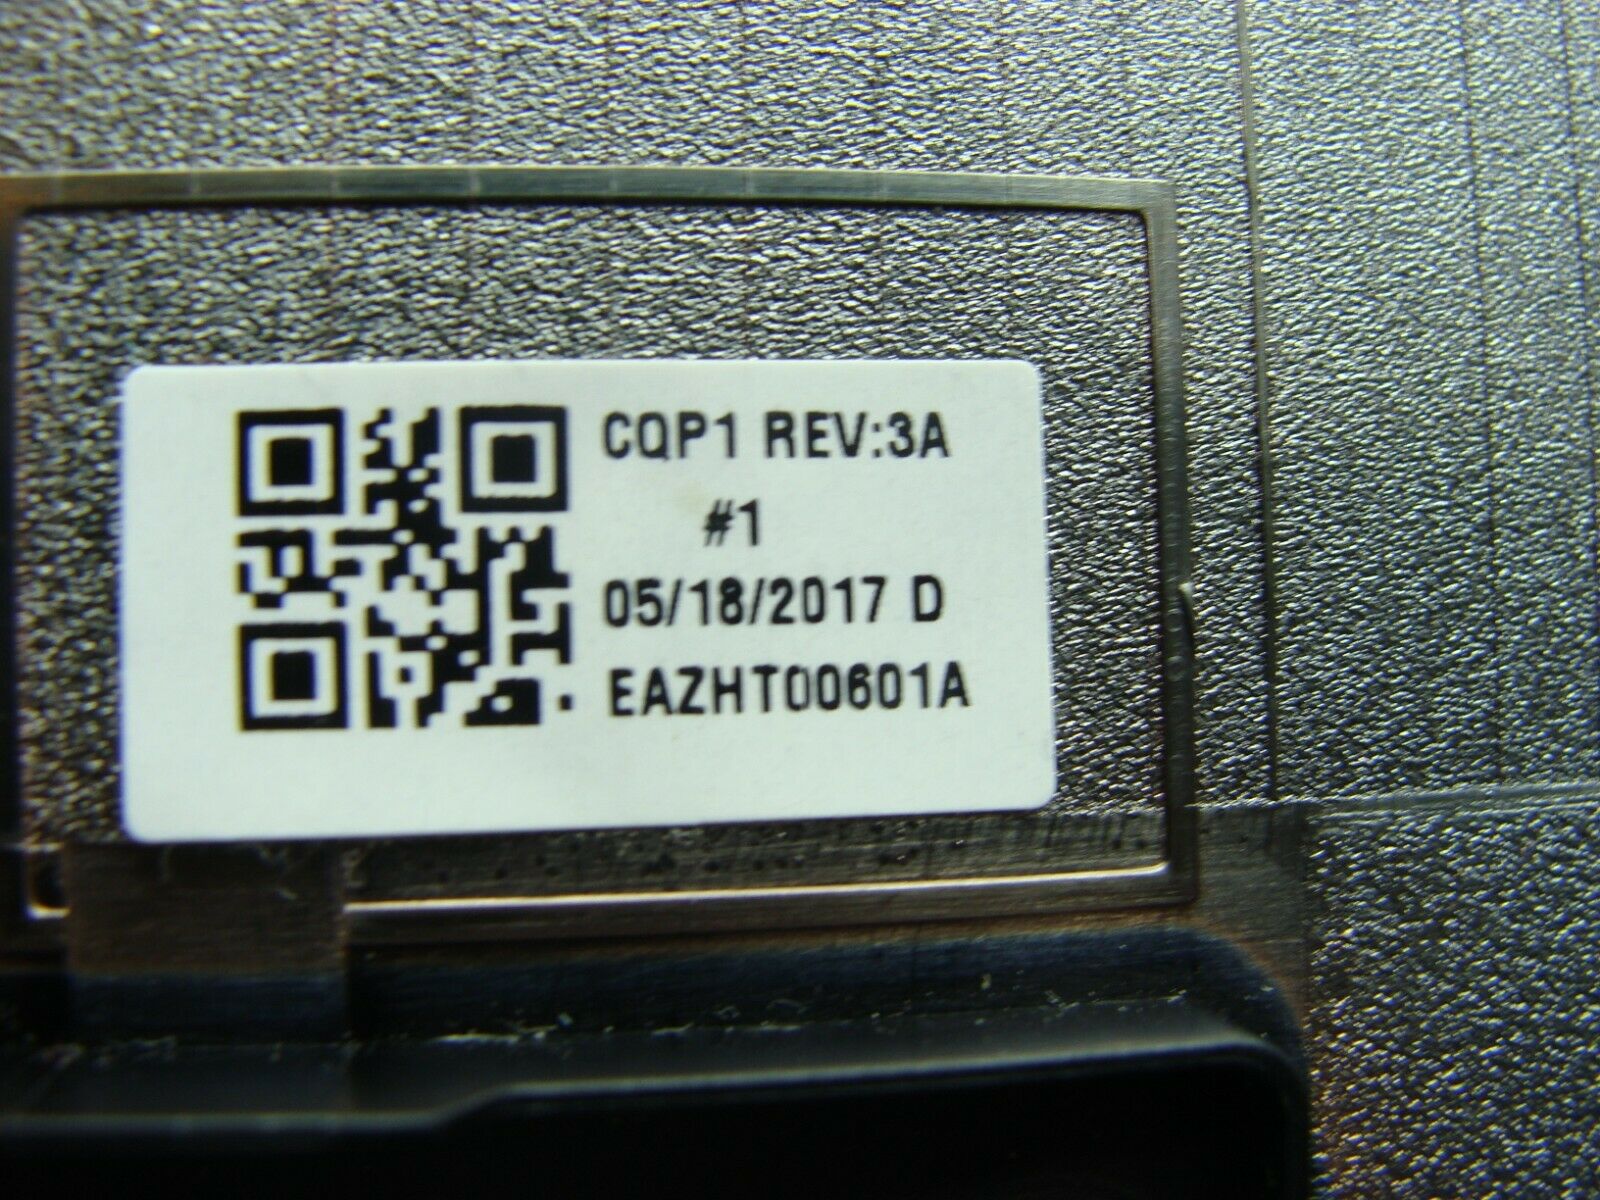 CQP1 REV:3A
#1
05/18/2017 D
EAZHT00601A